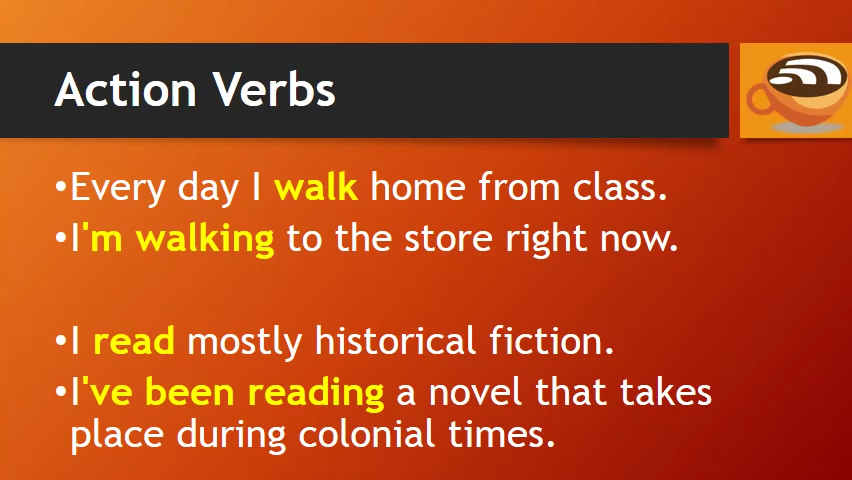 Action Verbs
•Every day I walk home from class.
•I'm walking to the store right now.
•I read mostly historical fiction.
•I've been reading a novel that takes
place during colonial times.